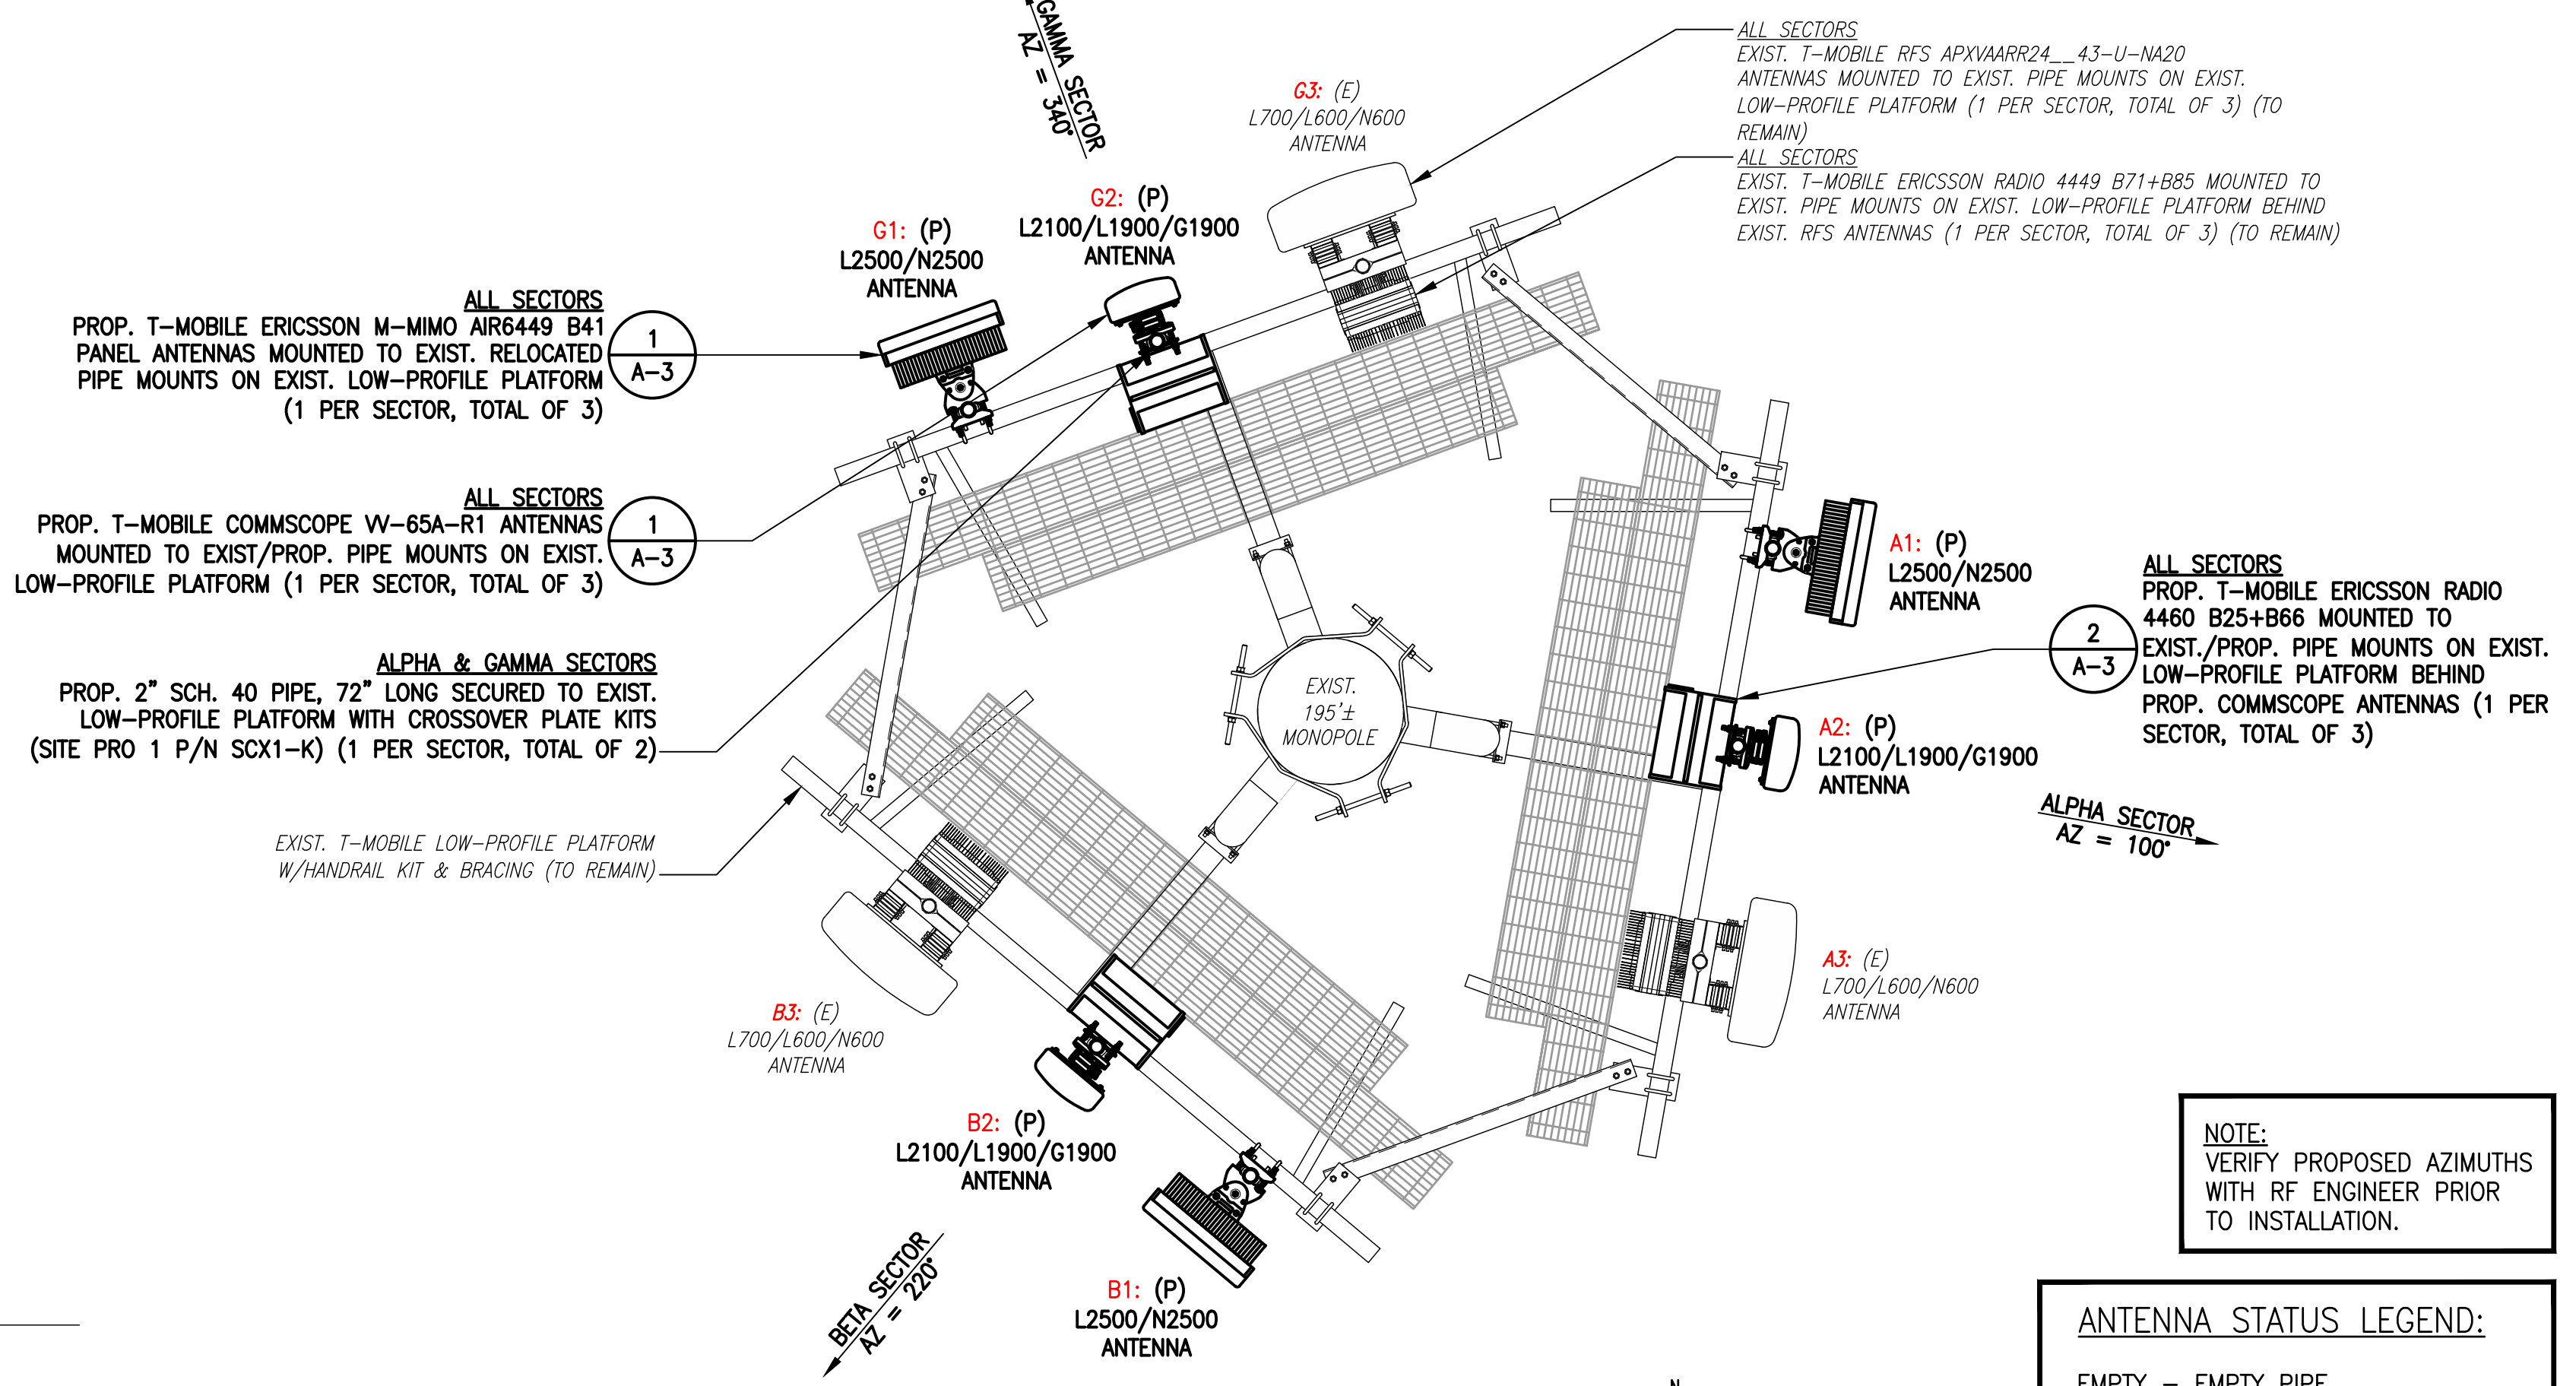 GAMMA SECTOR
AZ = 340°
ALL SECTORS
EXIST. T-MOBILE RFS APXVAARR24__43-U-NA20
ANTENNAS MOUNTED TO EXIST. PIPE MOUNTS ON EXIST.
LOW-PROFILE PLATFORM (1 PER SECTOR, TOTAL OF 3) (TO
REMAIN)
ALL SECTORS
EXIST. T-MOBILE ERICSSON RADIO 4449 B71+B85 MOUNTED TO
EXIST. PIPE MOUNTS ON EXIST. LOW-PROFILE PLATFORM BEHIND
EXIST. RFS ANTENNAS (1 PER SECTOR, TOTAL OF 3) (TO REMAIN)
G3: (E)
L700/L600/N600
ANTENNA
G2: (P)
L2100/L1900/G1900
ANTENNA
G1: (P)
L2500/N2500
ANTENNA
ALL SECTORS
PROP. T-MOBILE ERICSSON M-MIMO AIR6449 B41
PANEL ANTENNAS MOUNTED TO EXIST. RELOCATED
PIPE MOUNTS ON EXIST. LOW-PROFILE PLATFORM
(1 PER SECTOR, TOTAL OF 3)
1
A-3
ALL SECTORS
PROP. T-MOBILE COMMSCOPE VV-65A-R1 ANTENNAS
MOUNTED TO EXIST/PROP. PIPE MOUNTS ON EXIST.
LOW-PROFILE PLATFORM (1 PER SECTOR, TOTAL OF 3)
1
A-3
ALPHA & GAMMA SECTORS
PROP. 2" SCH. 40 PIPE, 72" LONG SECURED TO EXIST.
LOW-PROFILE PLATFORM WITH CROSSOVER PLATE KITS
(SITE PRO 1 P/N SCX1-K) (1 PER SECTOR, TOTAL OF 2)
EXIST. T-MOBILE LOW-PROFILE PLATFORM
W/HANDRAIL KIT & BRACING (TO REMAIN)
EXIST.
195'±
MONOPOLE
A1: (P)
L2500/N2500
ANTENNA
2
A-3
ALL SECTORS
PROP. T-MOBILE ERICSSON RADIO
4460 B25+B66 MOUNTED TO
EXIST./PROP. PIPE MOUNTS ON EXIST.
LOW-PROFILE PLATFORM BEHIND
PROP. COMMSCOPE ANTENNAS (1 PER
SECTOR, TOTAL OF 3)
A2: (P)
L2100/L1900/G1900
ANTENNA
ALPHA SECTOR
AZ = 100°
A3: (E)
L700/L600/N600
ANTENNA
B3: (E)
L700/L600/N600
ANTENNA
B2: (P)
L2100/L1900/G1900
ANTENNA
B1: (P)
L2500/N2500
ANTENNA
BETA SECTOR
AZ = 220°
NOTE:
VERIFY PROPOSED AZIMUTHS
WITH RF ENGINEER PRIOR
TO INSTALLATION.
ANTENNA STATUS LEGEND:
EMPTY - EMPTY PIPE
N